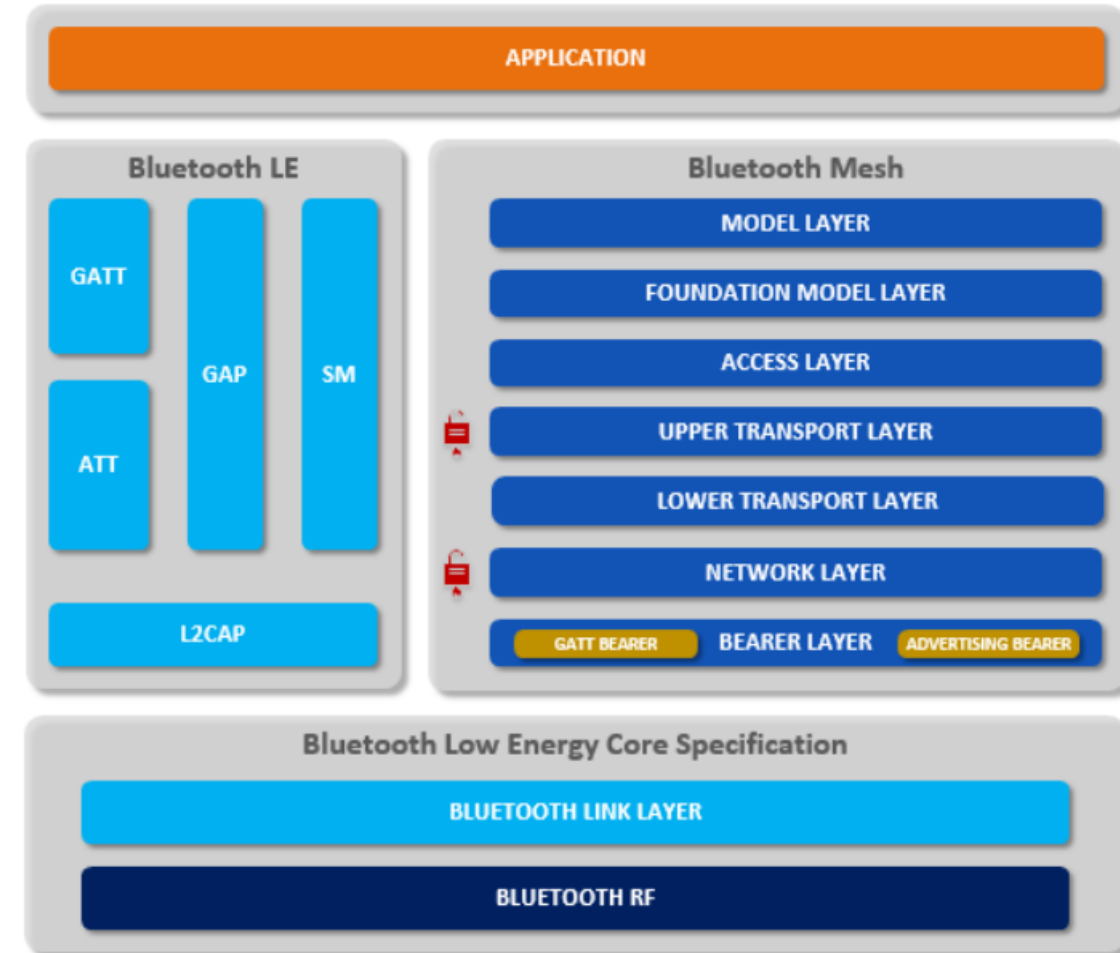 APPLICATION
Bluetooth LE
GATT
GAP
SM
ATT
L2CAP
Bluetooth Mesh
MODEL LAYER
FOUNDATION MODEL LAYER
ACCESS LAYER
UPPER TRANSPORT LAYER
LOWER TRANSPORT LAYER
NETWORK LAYER
GATT BEARER BEARER LAYER ADVERTISING BEARER
Bluetooth Low Energy Core Specification
BLUETOOTH LINK LAYER
BLUETOOTH RF